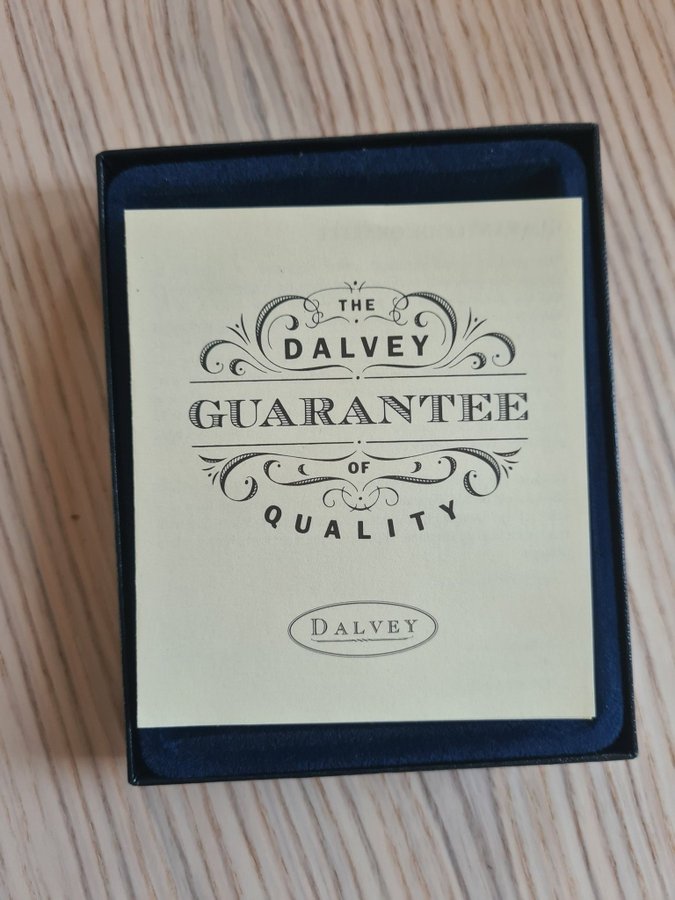 THE
DALVEY
GUARANTEE
OF
QUALITY
DALVEY